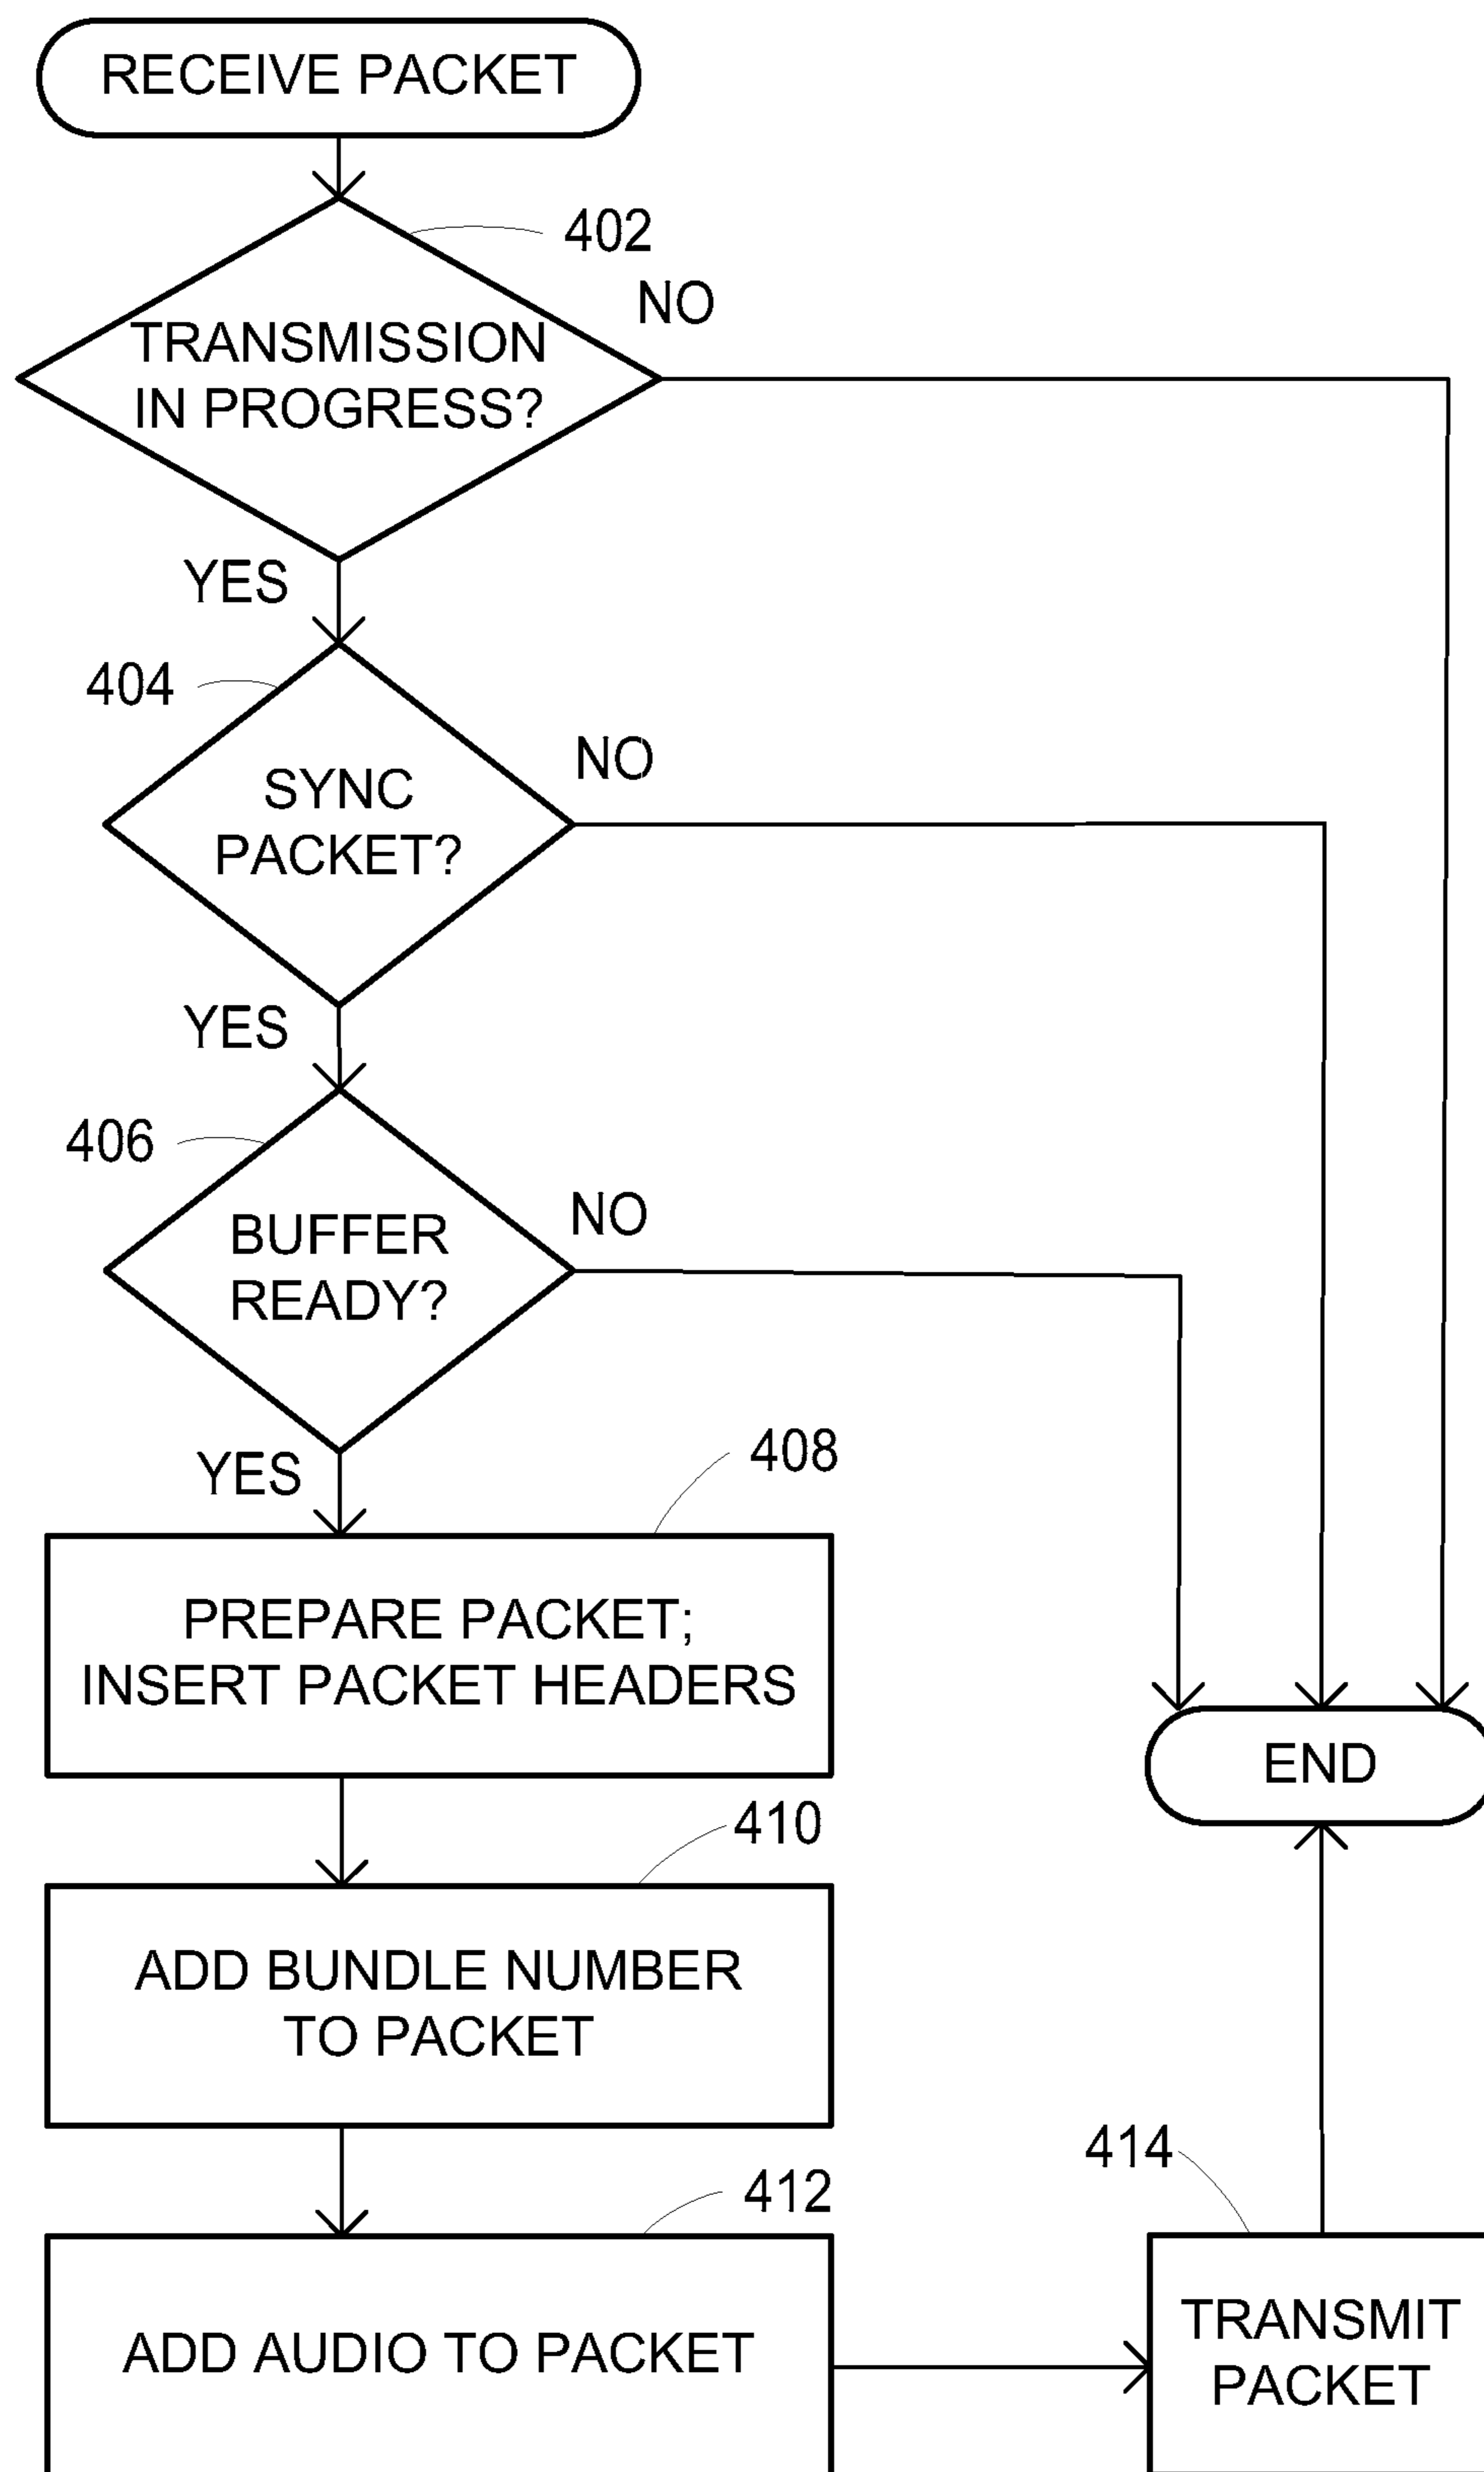 RECEIVE PACKET
402
NO
TRANSMISSION
IN PROGRESS?
YES
404
NO
SYNC
PACKET?
YES
406
NO
BUFFER
READY?
YES
408
PREPARE PACKET;
INSERT PACKET HEADERS
END
410
ADD BUNDLE NUMBER
TO PACKET
412
414
ADD AUDIO TO PACKET
TRANSMIT
PACKET